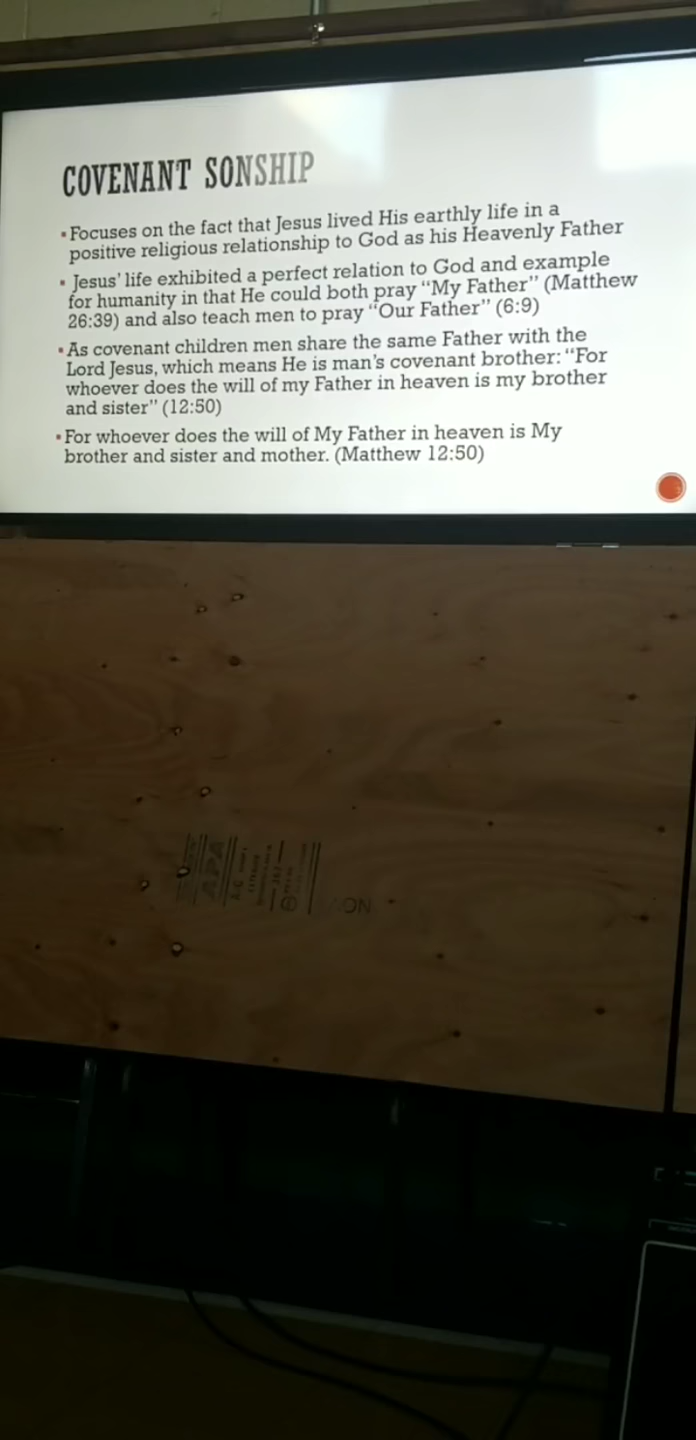 COVENANT SONSHIP
▪Focuses on the fact that Jesus lived His earthly life in a
positive religious relationship to God as his Heavenly Father
▪ Jesus’ life exhibited a perfect relation to God and example
for humanity in that He could both pray “My Father” (Matthew
26:39) and also teach men to pray “Our Father” (6:9)
▪As covenant children men share the same Father with the
Lord Jesus, which means He is man’s covenant brother: “For
whoever does the will of my Father in heaven is my brother
and sister” (12:50)
▪For whoever does the will of My Father in heaven is My
brother and sister and mother. (Matthew 12:50)
APA